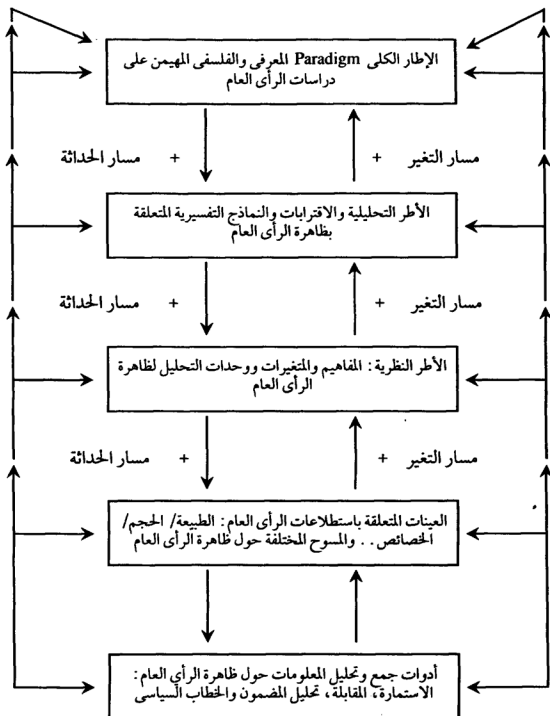 الإطار الكلى Paradigm المعرفى والفلسفى المهيمن على
دراسات الرأى العام
مسار التغير +
+ مسار الحداثة
الأطر التحليلية والاقترابات والنماذج التفسيرية المتعلقة
بظاهرة الرأى العام
مسار التغير +
+ مسار الحداثة
الأطر النظرية : المفاهيم والمتغيرات ووحدات التحليل لظاهرة
الرأى العام
مسار التغير +
+ مسار الحداثة
العينات المتعلقة باستطلاعات الرأى العام : الطبيعة/ الحجم/
الخصائص . . والمسوح المختلفة حول ظاهرة الرأى العام
أدوات جمع وتحليل المعلومات حول ظاهرة الرأي العام :
الاستمارة، المقابلة، تحليل المضمون والخطاب السياسى